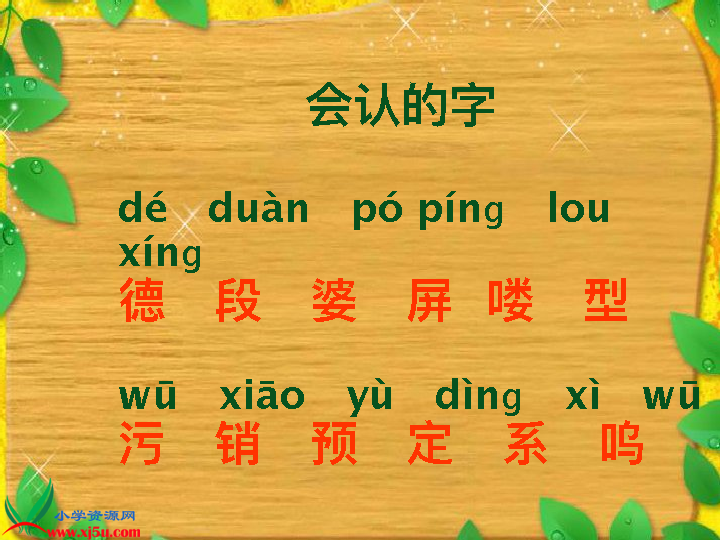 会认的字
dé duàn pó píng lou
xíng
德 段 婆 屏 喽 型
wū xiāo yù dìng xì wū
污 销 预 定 系 呜
小学资源网
www.xj5u.com